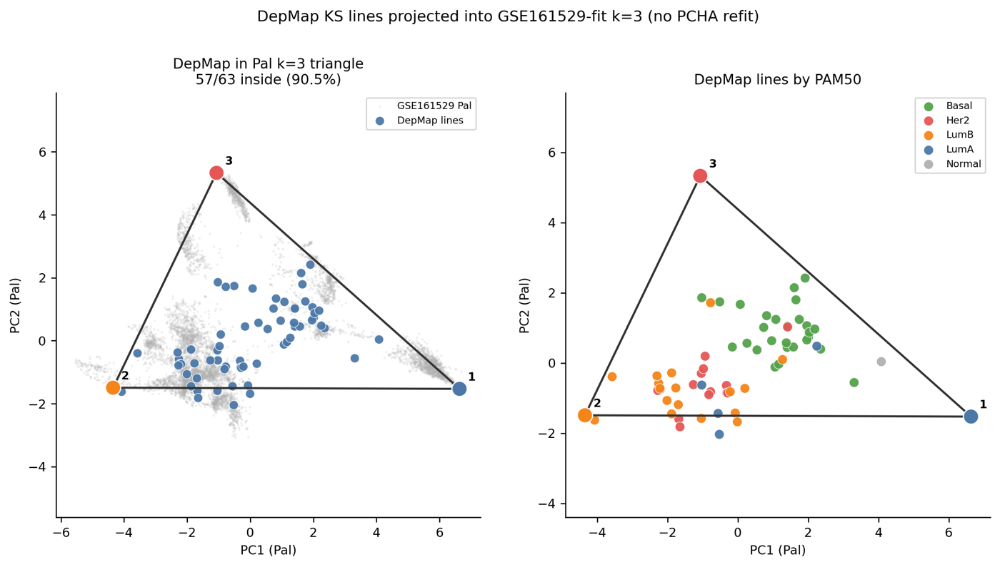 DepMap KS lines projected into GSE161529-fit k=3 (no PCHA refit)
DepMap in Pal k=3 triangle
57/63 inside (90.5%)
GSE161529 Pal
DepMap lines
3
2
1
6
4
2
0
−2
−4
PC2 (Pal)
−6
−4
−2
0
2
4
6
PC1 (Pal)
DepMap lines by PAM50
Basal
Her2
LumB
LumA
Normal
3
2
1
6
4
2
0
−2
−4
PC2 (Pal)
−4
−2
0
2
4
6
PC1 (Pal)